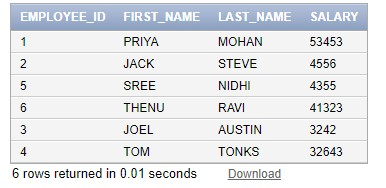 EMPLOYEE_ID FIRST_NAME LAST_NAME SALARY
1 PRIYA MOHAN 53453
2 JACK STEVE 4556
5 SREE NIDHI 4355
6 THENU RAVI 41323
3 JOEL AUSTIN 3242
4 TOM TONKS 32643
6 rows returned in 0.01 seconds Download